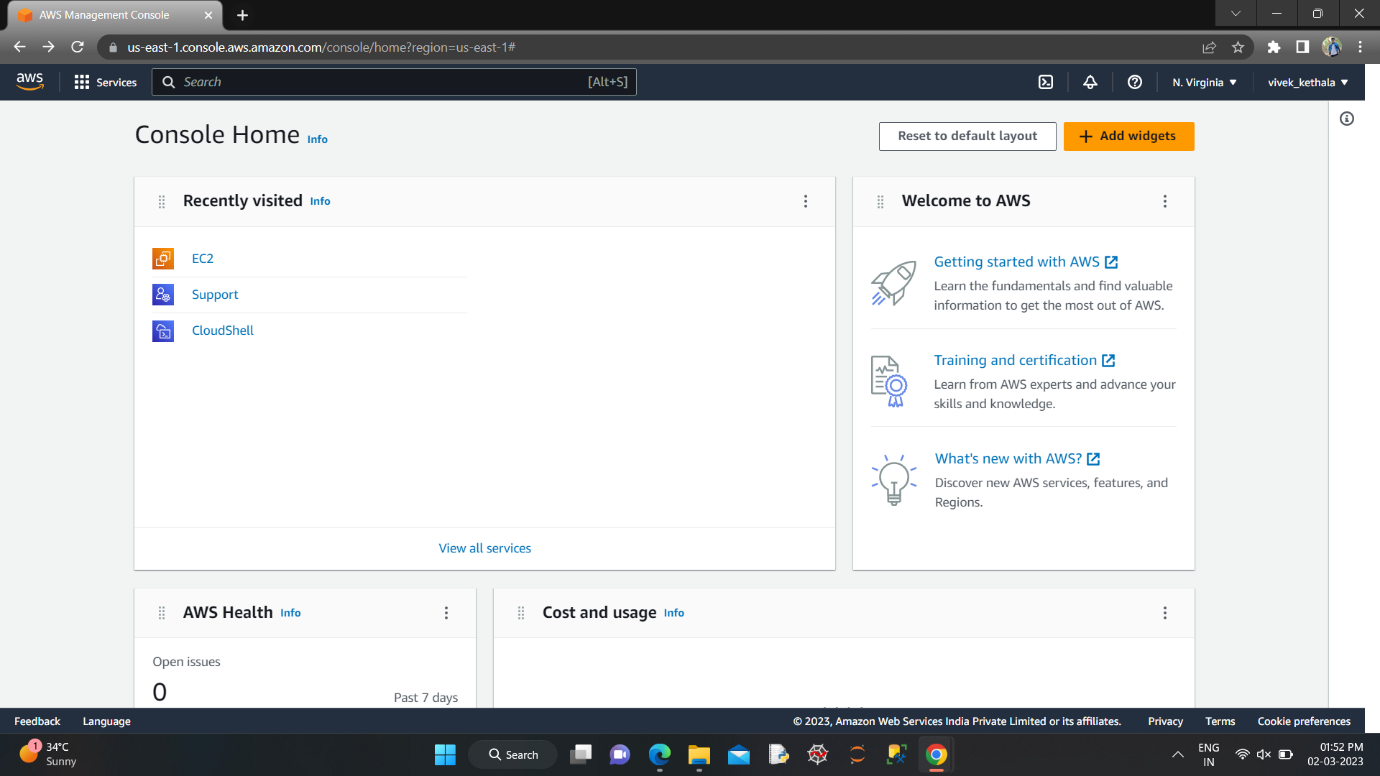 AWS Management Console
us-east-1.console.aws.amazon.com/console/home?region=us-east-1#
aws
Services
Search
[Alt+S]
N. Virginia
vivek_kethala
Console Home Info
Reset to default layout
+ Add widgets
Recently visited Info
EC2
Support
CloudShell
View all services
Welcome to AWS
Getting started with AWS
Learn the fundamentals and find valuable
information to get the most out of AWS.
Training and certification
Learn from AWS experts and advance your
skills and knowledge.
What's new with AWS?
Discover new AWS services, features, and
Regions.
AWS Health Info
Open issues
0
Past 7 days
Cost and usage Info
Feedback
Language
© 2023, Amazon Web Services India Private Limited or its affiliates.
Privacy
Terms
Cookie preferences
1
34°C
Sunny
Search
ENG
IN
01:52 PM
02-03-2023